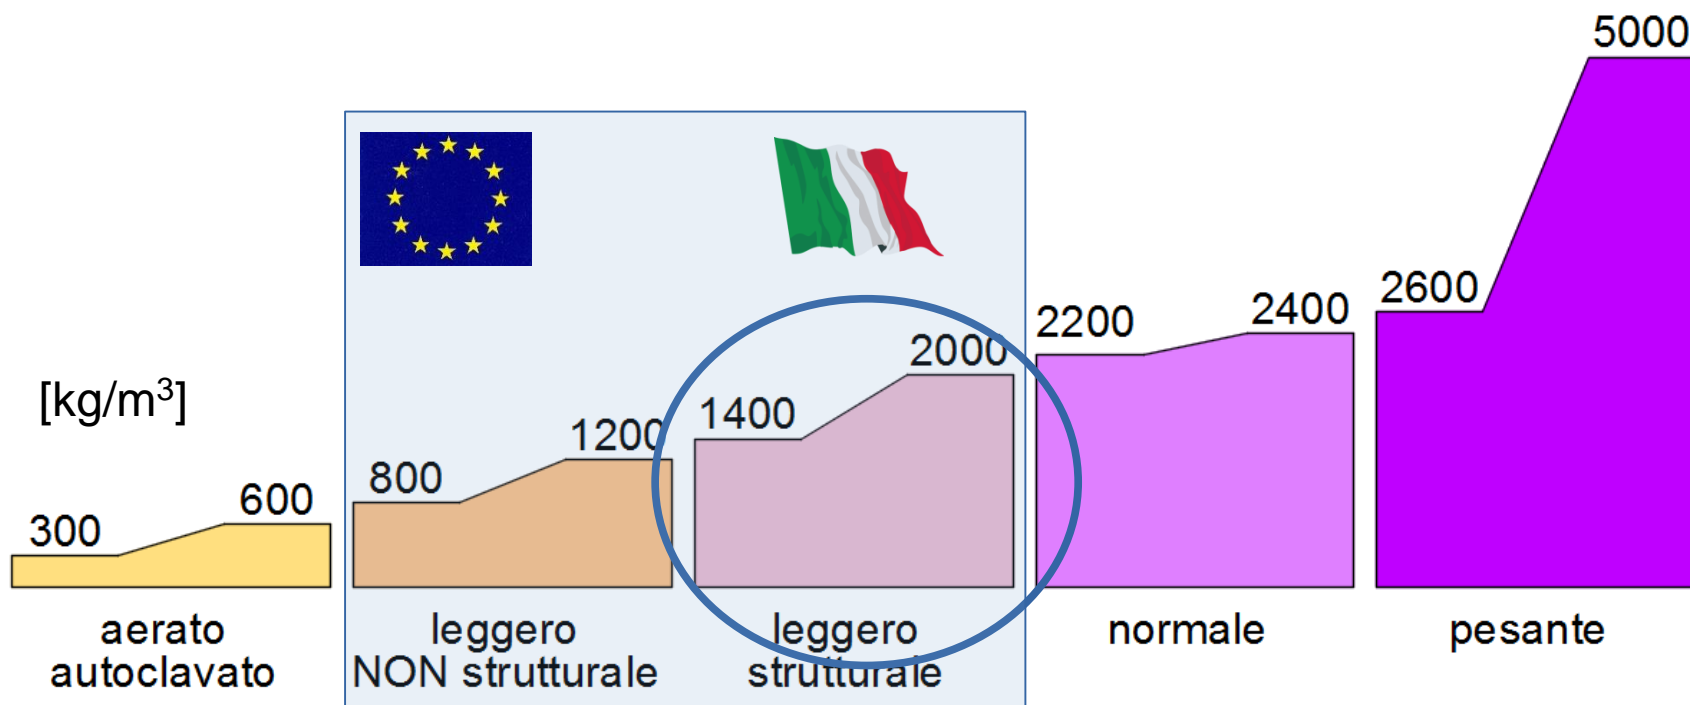 5000
2600
2200
2400
2000
[kg/m³]
1400
1200
800
600
300
aerato
autoclavato
leggero
NON strutturale
leggero
strutturale
normale
pesante